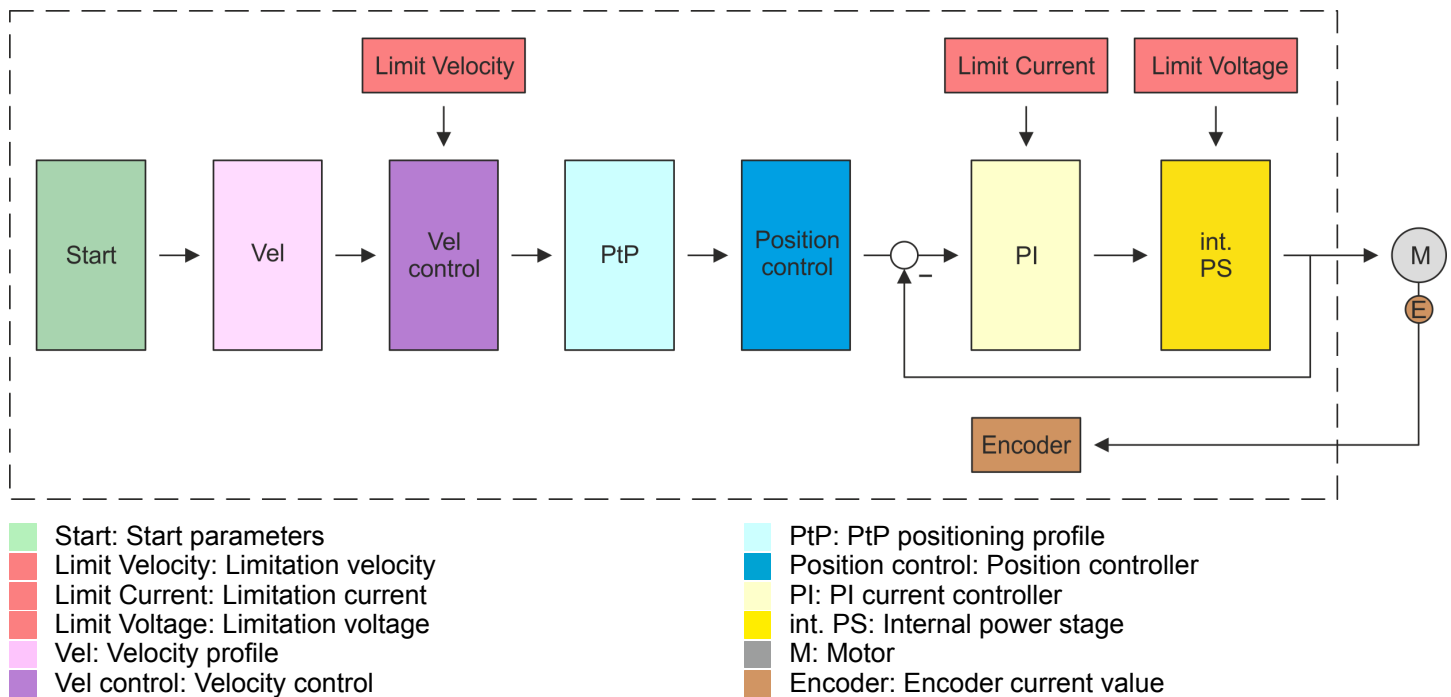 Limit Velocity
Limit Current
Limit Voltage
Start
Vel
Vel
control
PtP
Position
control
–
PI
int.
PS
M
E
Encoder
Start: Start parameters
Limit Velocity: Limitation velocity
Limit Current: Limitation current
Limit Voltage: Limitation voltage
Vel: Velocity profile
Vel control: Velocity control
PtP: PtP positioning profile
Position control: Position controller
PI: PI current controller
int. PS: Internal power stage
M: Motor
Encoder: Encoder current value